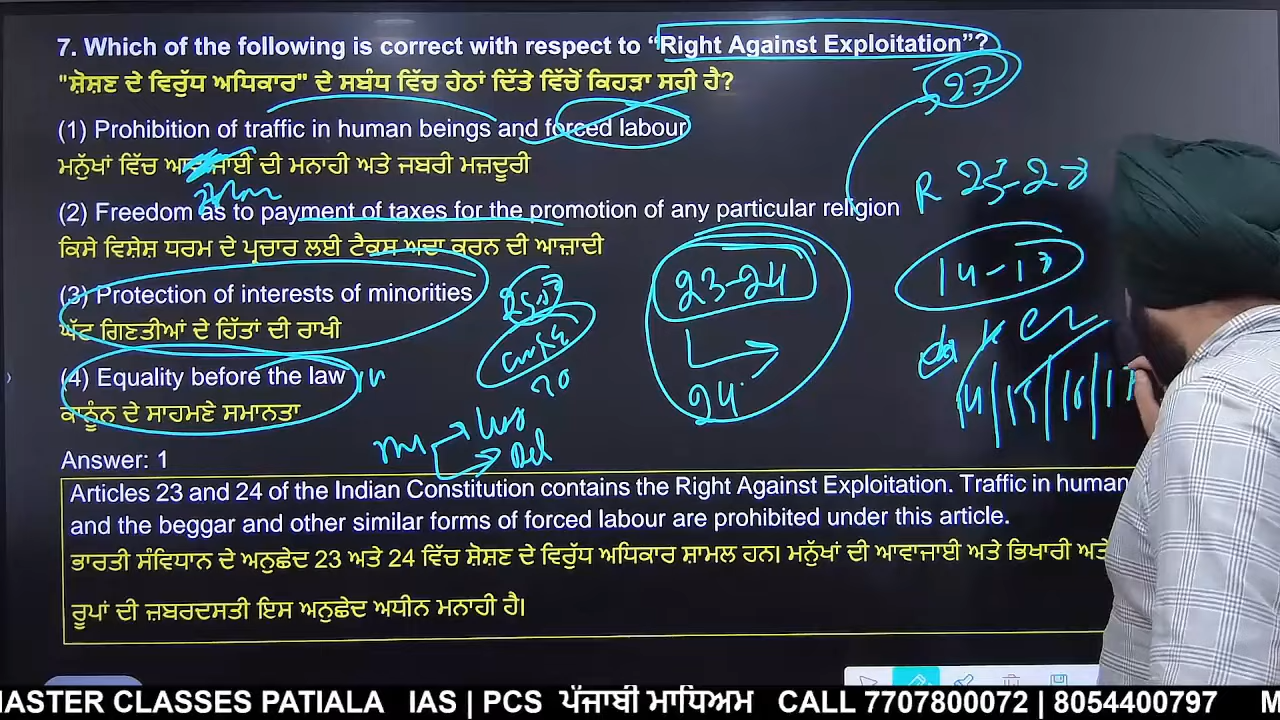 7. Which of the following is correct with respect to “Right Against Exploitation”?
"ਸ਼ੋਸ਼ਣ ਦੇ ਵਿਰੁੱਧ ਅਧਿਕਾਰ" ਦੇ ਸਬੰਧ ਵਿੱਚ ਹੇਠਾਂ ਦਿੱਤੇ ਵਿੱਚੋਂ ਕਿਹੜਾ ਸਹੀ ਹੈ?
27
(1) Prohibition of traffic in human beings and forced labour
ਮਨੁੱਖਾਂ ਵਿੱਚ ਆਵਾਜਾਈ ਦੀ ਮਨਾਹੀ ਅਤੇ ਜਬਰੀ ਮਜ਼ਦੂਰੀ
R 25-28
(2) Freedom as to payment of taxes for the promotion of any particular religion
ਕਿਸੇ ਵਿਸ਼ੇਸ਼ ਧਰਮ ਦੇ ਪ੍ਰਚਾਰ ਲਈ ਟੈਕਸ ਅਦਾ ਕਰਨ ਦੀ ਆਜ਼ਾਦੀ
23-24
14-17
(3) Protection of interests of minorities
ਘੱਟ ਗਿਣਤੀਆਂ ਦੇ ਹਿੱਤਾਂ ਦੀ ਰਾਖੀ
(4) Equality before the law
14
24
14/15/16/17
ਕਾਨੂੰਨ ਦੇ ਸਾਹਮਣੇ ਸਮਾਨਤਾ
Answer: 1
Articles 23 and 24 of the Indian Constitution contains the Right Against Exploitation. Traffic in human
and the beggar and other similar forms of forced labour are prohibited under this article.
ਭਾਰਤੀ ਸੰਵਿਧਾਨ ਦੇ ਅਨੁਛੇਦ 23 ਅਤੇ 24 ਵਿੱਚ ਸ਼ੋਸ਼ਣ ਦੇ ਵਿਰੁੱਧ ਅਧਿਕਾਰ ਸ਼ਾਮਲ ਹਨ। ਮਨੁੱਖਾਂ ਦੀ ਆਵਾਜਾਈ ਅਤੇ ਭਿਖਾਰੀ ਅਤੇ
ਰੂਪਾਂ ਦੀ ਜ਼ਬਰਦਸਤੀ ਇਸ ਅਨੁਛੇਦ ਅਧੀਨ ਮਨਾਹੀ ਹੈ।
MASTER CLASSES PATIALA IAS | PCS ਪੰਜਾਬੀ ਮਾਧਿਅਮ CALL 7707800072 | 8054400797 M